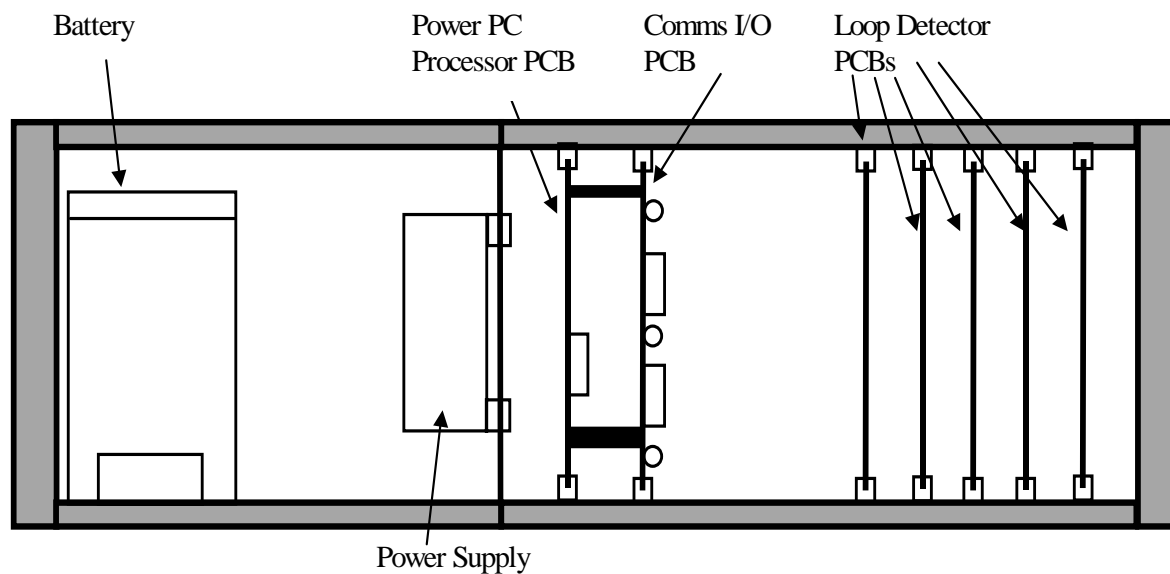 Battery
Power PC
Processor PCB
Comms I/O
PCB
Loop Detector
PCBs
Power Supply